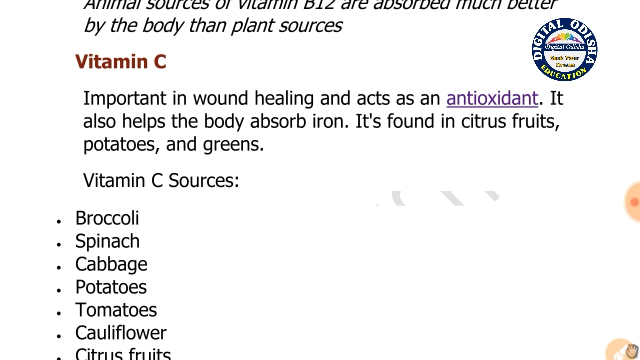 Animal sources of vitamin B12 are absorbed much better
by the body than plant sources
Vitamin C
Important in wound healing and acts as an antioxidant. It
also helps the body absorb iron. It's found in citrus fruits,
potatoes, and greens.
Vitamin C Sources:
• Broccoli
• Spinach
• Cabbage
• Potatoes
• Tomatoes
• Cauliflower
• Citrus fruits
DIGITAL ODISHA
Digital Odisha
EDUCATION